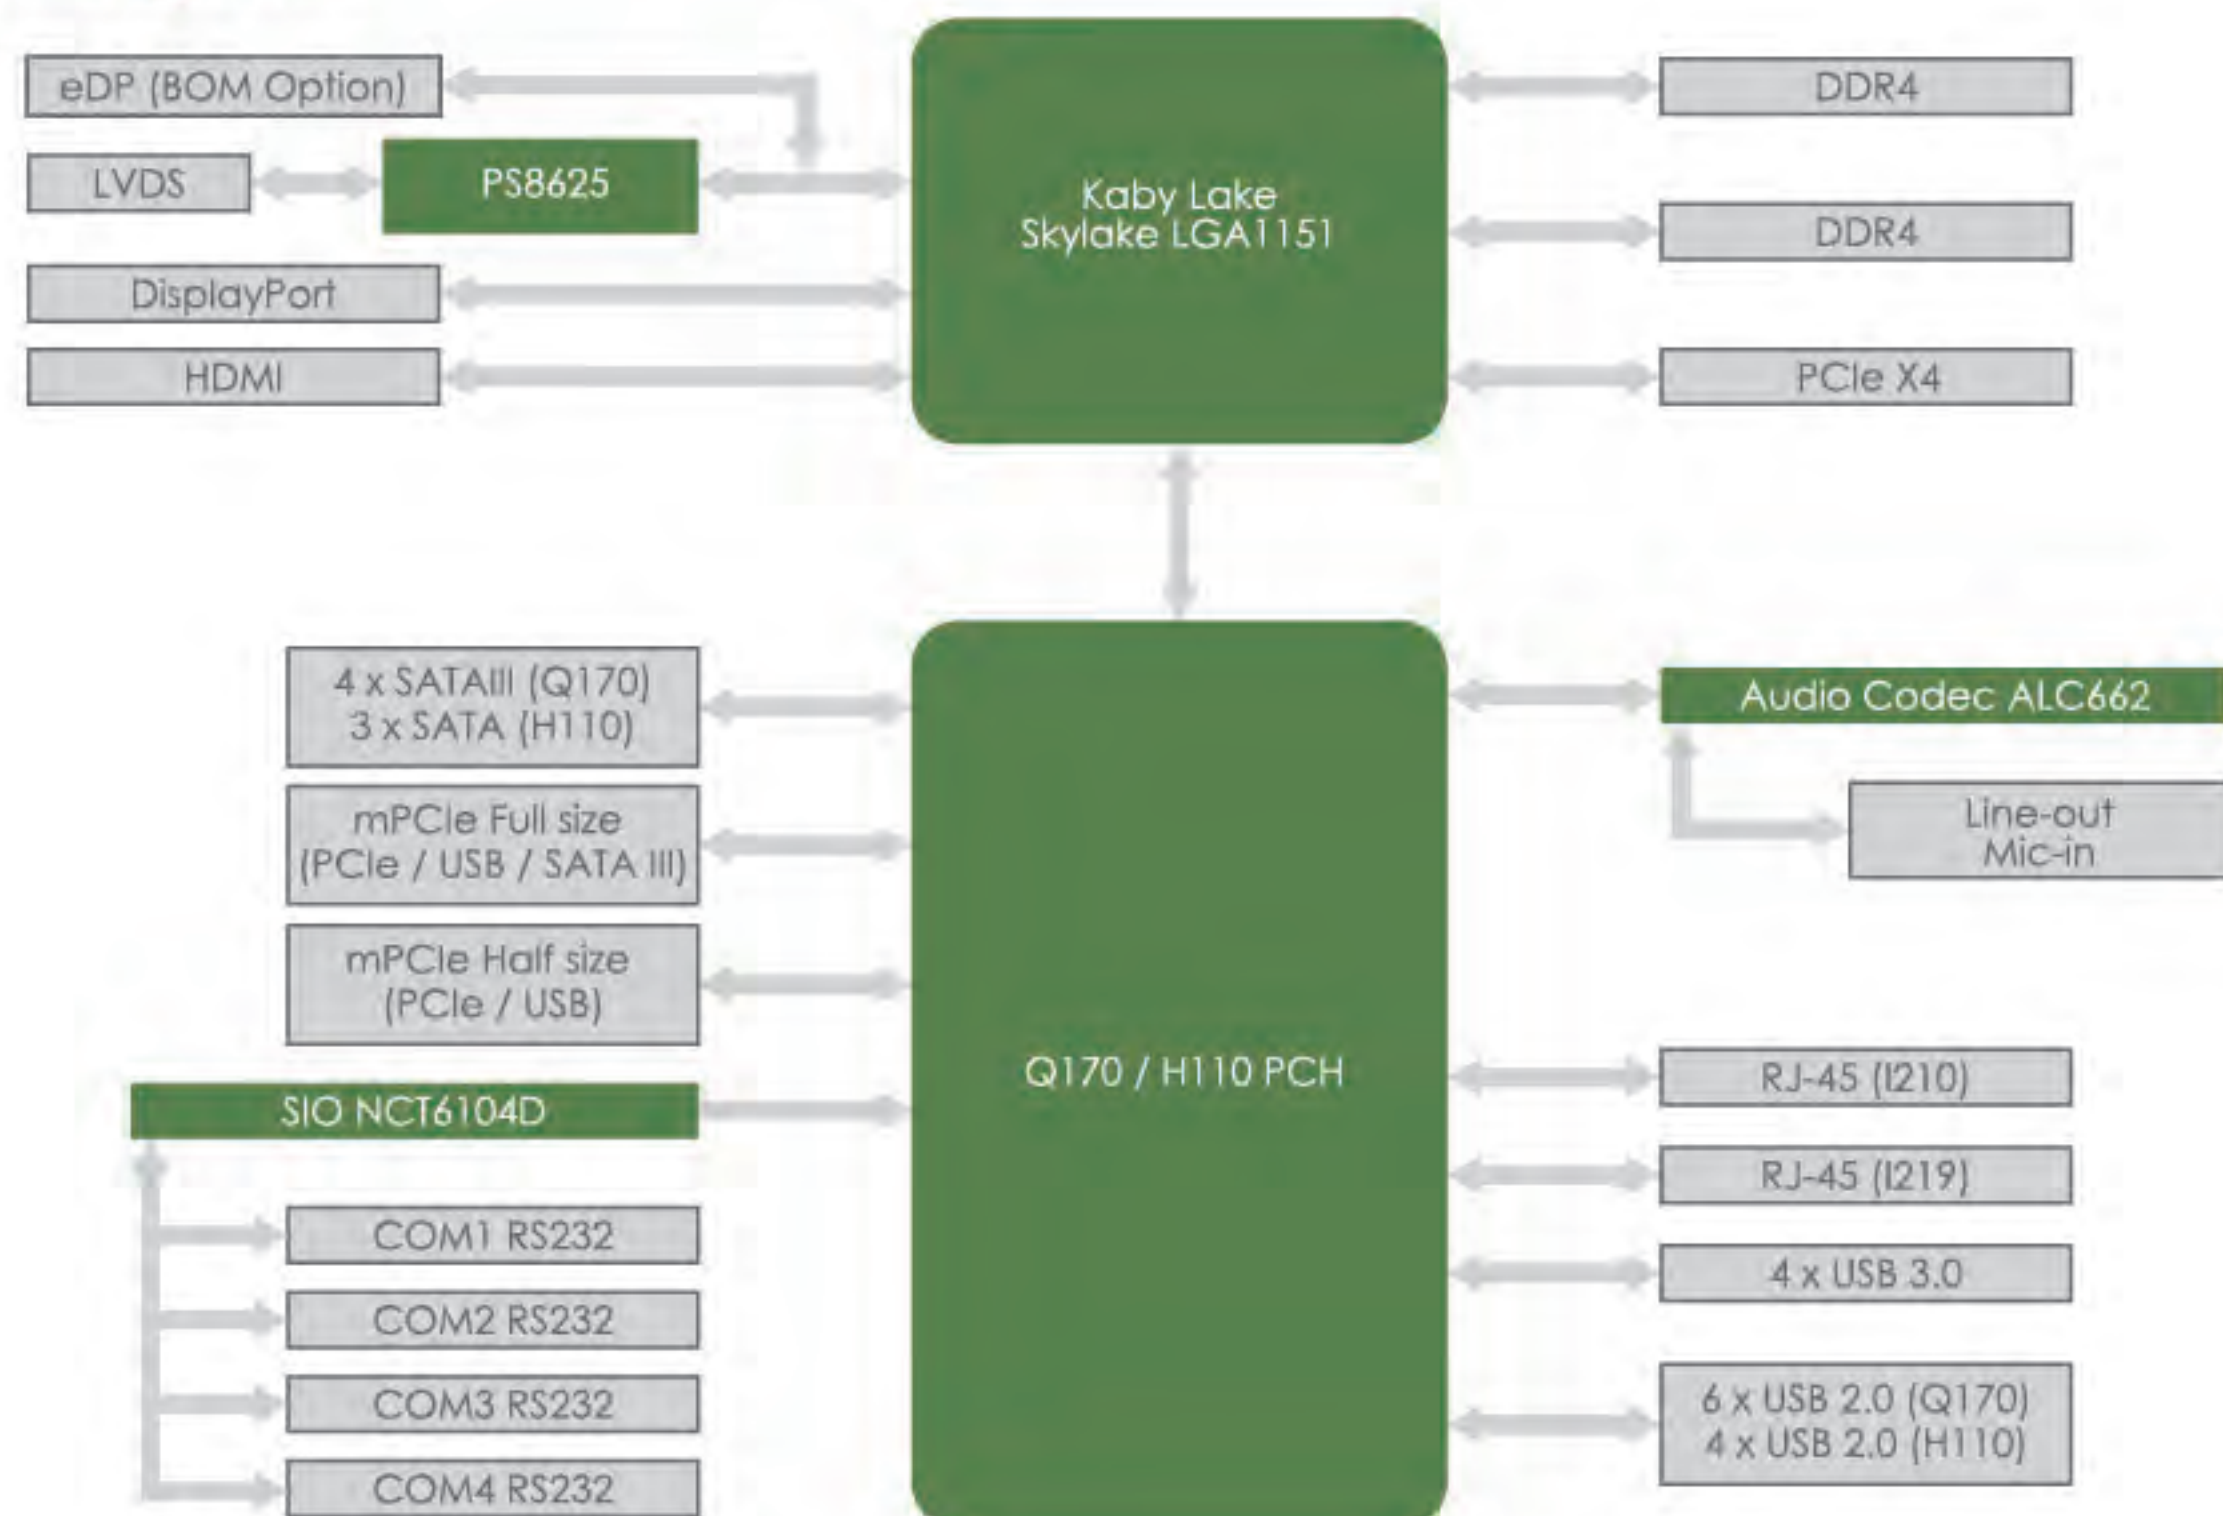 eDP (BOM Option)
LVDS
PS8625
DisplayPort
HDMI
Kaby Lake
Skylake LGA1151
DDR4
DDR4
PCIe X4
4 x SATAIII (Q170)
3 x SATA (H110)
mPCIe Full size
(PCIe / USB / SATA III)
mPCIe Half size
(PCIe / USB)
SIO NCT6104D
COM1 RS232
COM2 RS232
COM3 RS232
COM4 RS232
Q170 / H110 PCH
Audio Codec ALC662
Line-out
Mic-in
RJ-45 (I210)
RJ-45 (I219)
4 x USB 3.0
6 x USB 2.0 (Q170)
4 x USB 2.0 (H110)